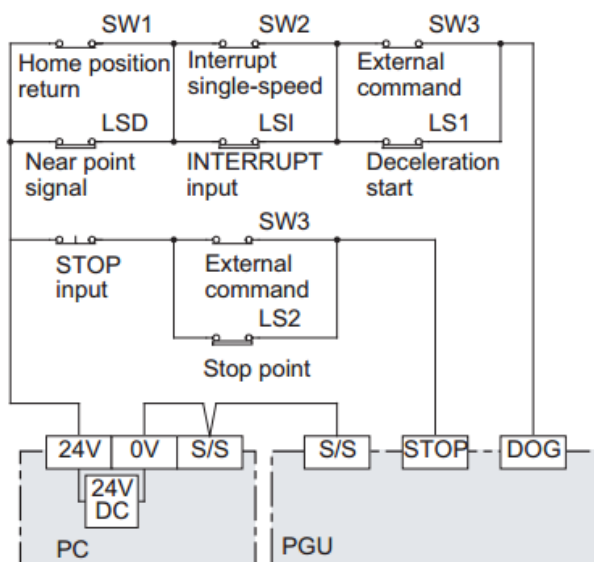 SW1 SW2 SW3
Home position return
Interrupt single-speed
External command
LSD LSI LS1
Near point signal
INTERRUPT input
Deceleration start
SW3
STOP input
External command
LS2
Stop point
24V 0V S/S S/S STOP DOG
24V DC
PC PGU